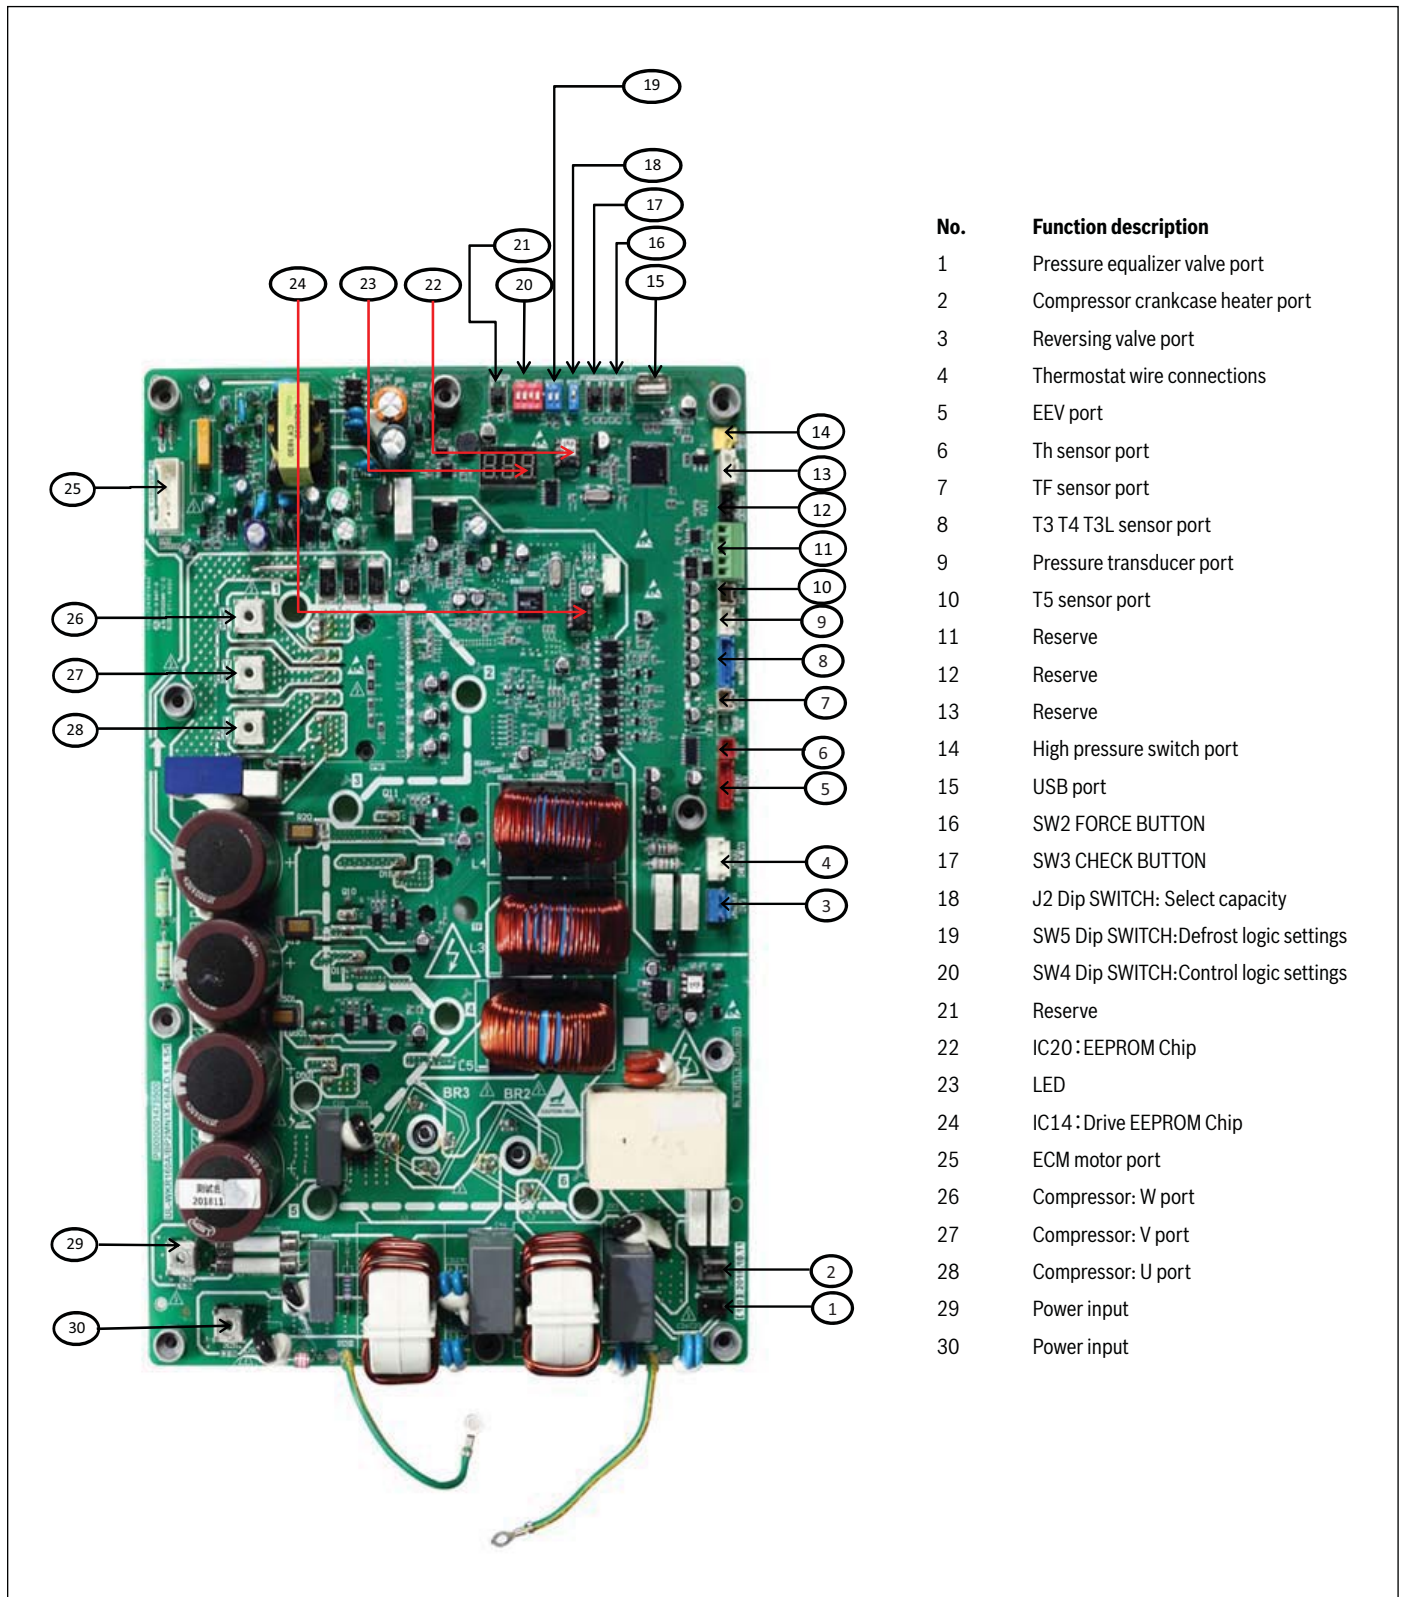 19
18
17
16
15
21
20
22
23
24
14
13
12
11
10
9
8
7
6
5
4
3
2
1
25
26
27
28
29
30
BR3
BR2
L3
Q11
Q10
测试台
201811
No. Function description
1 Pressure equalizer valve port
2 Compressor crankcase heater port
3 Reversing valve port
4 Thermostat wire connections
5 EEV port
6 Th sensor port
7 TF sensor port
8 T3 T4 T3L sensor port
9 Pressure transducer port
10 T5 sensor port
11 Reserve
12 Reserve
13 Reserve
14 High pressure switch port
15 USB port
16 SW2 FORCE BUTTON
17 SW3 CHECK BUTTON
18 J2 Dip SWITCH: Select capacity
19 SW5 Dip SWITCH:Defrost logic settings
20 SW4 Dip SWITCH:Control logic settings
21 Reserve
22 IC20：EEPROM Chip
23 LED
24 IC14：Drive EEPROM Chip
25 ECM motor port
26 Compressor: W port
27 Compressor: V port
28 Compressor: U port
29 Power input
30 Power input